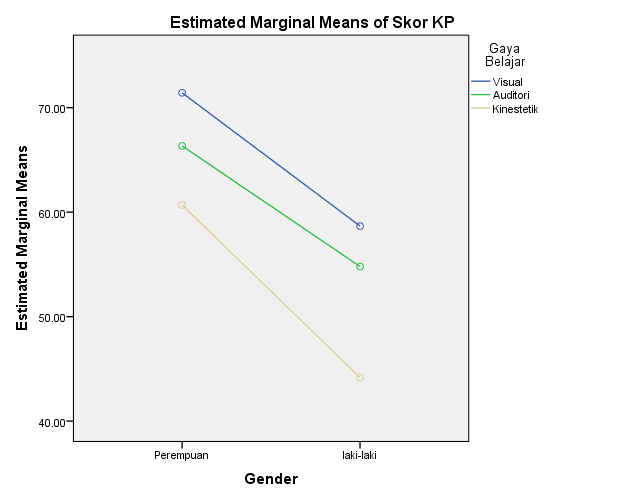 Estimated Marginal Means of Skor KP
Gaya
Belajar
Visual
Auditori
Kinestetik
Estimated Marginal Means
70.00
60.00
50.00
40.00
Perempuan
laki-laki
Gender